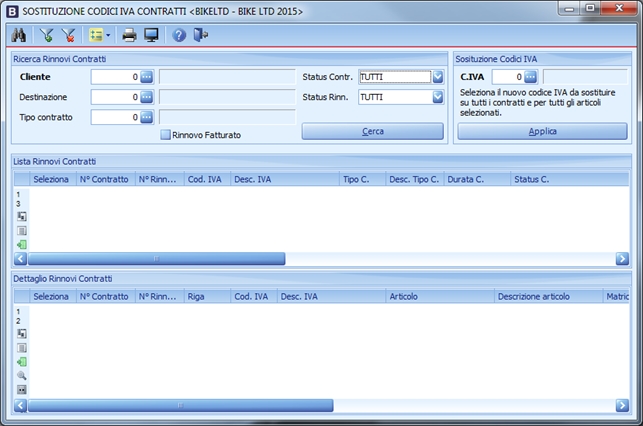 B SOSTITUZIONE CODICI IVA CONTRATTI <BIKELTD - BIKE LTD 2015>
Ricerca Rinnovi Contratti
Cliente 0 Status Contr. TUTTI
Destinazione 0 Status Rinn. TUTTI
Tipo contratto 0
Rinnovo Fatturato Cerca
Sosituzione Codici IVA
C.IVA 0
Seleziona il nuovo codice IVA da sostituire
su tutti i contratti e per tutti gli articoli
selezionati.
Applica
Lista Rinnovi Contratti
Seleziona N° Contratto N° Rinn... Cod. IVA Desc. IVA Tipo C. Desc. Tipo C. Durata C. Status C.
1
3
Dettaglio Rinnovi Contratti
Seleziona N° Contratto N° Rinn... Riga Cod. IVA Desc. IVA Articolo Descrizione articolo Matric
1
2